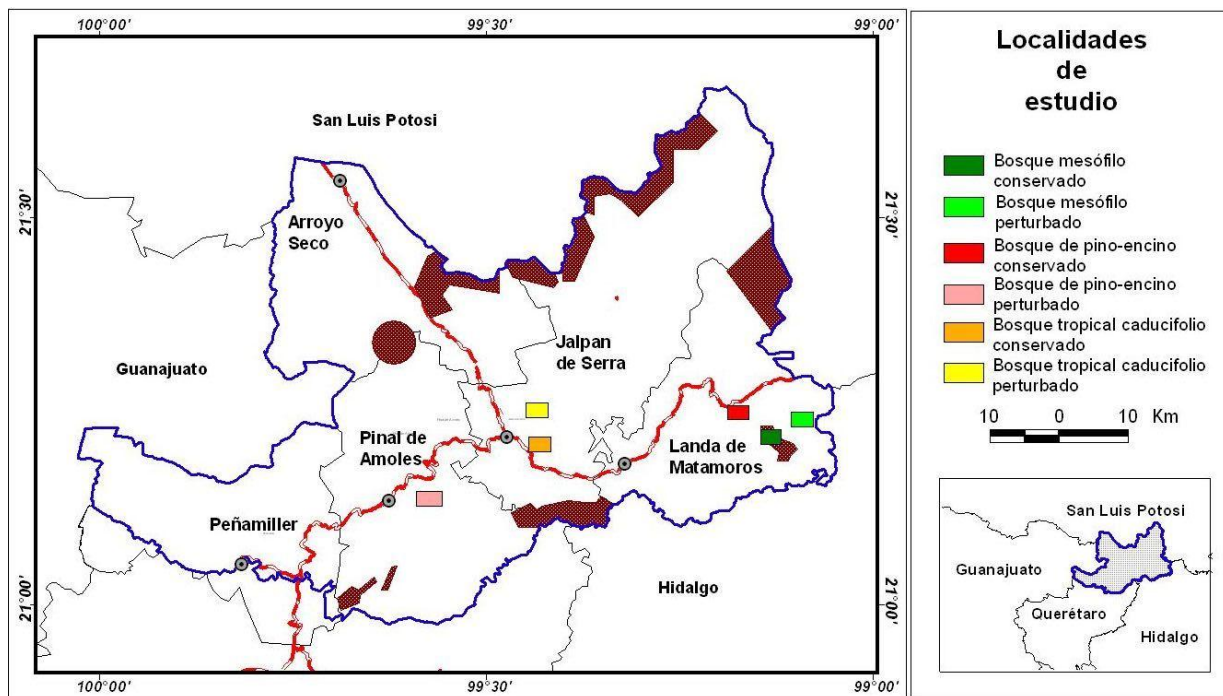 100°00'
99°30'
99°00'
San Luis Potosi
21°30'
21°30'
Arroyo
Seco
Guanajuato
Jalpan
de Serra
Pinal de
Amoles
Landa de
Matamoros
Peñamiller
Hidalgo
21°00'
21°00'
100°00'
99°30'
99°00'
Localidades
de
estudio
Bosque mesófilo
conservado
Bosque mesófilo
perturbado
Bosque de pino-encino
conservado
Bosque de pino-encino
perturbado
Bosque tropical caducifolio
conservado
Bosque tropical caducifolio
perturbado
10 0 10 Km
San Luis Potosi
Guanajuato
Querétaro
Hidalgo